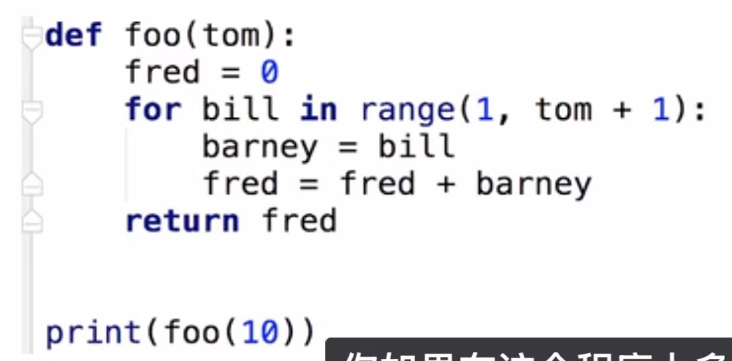 def foo(tom):
    fred = 0
    for bill in range(1, tom + 1):
        barney = bill
        fred = fred + barney
    return fred
print(foo(10))